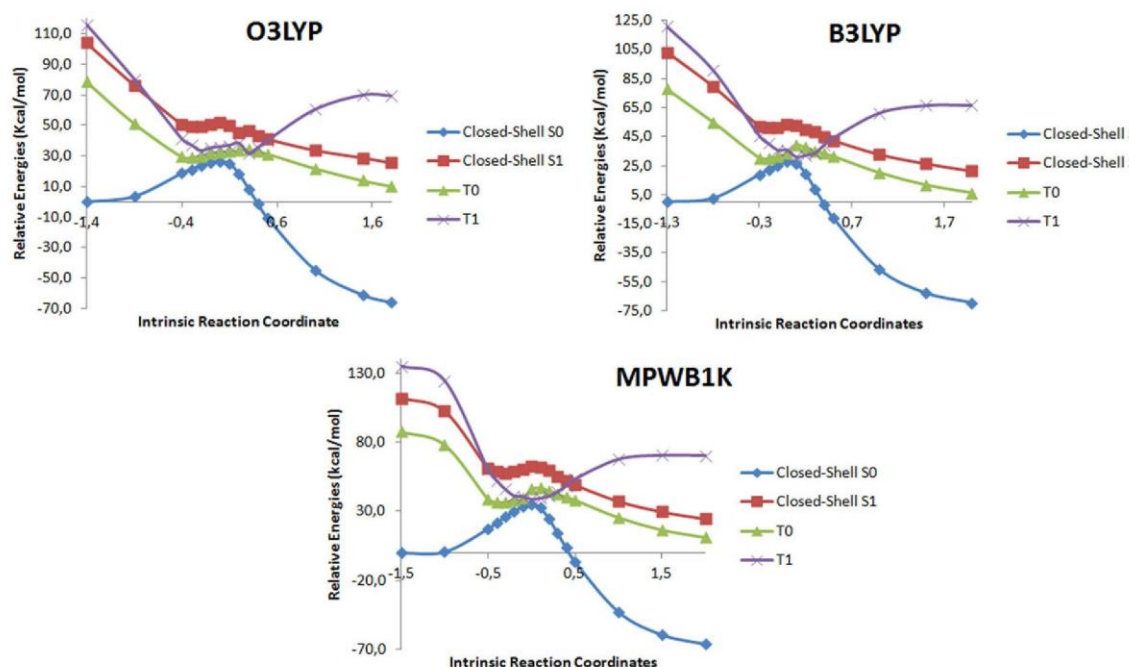 O3LYP
Relative Energies (Kcal/mol)
110,0
90,0
70,0
50,0
30,0
10,0
-10,0
-30,0
-50,0
-70,0
-1,4
-0,4
0,6
1,6
Intrinsic Reaction Coordinate
Closed-Shell S0
Closed-Shell S1
T0
T1
B3LYP
Relative Energies (Kcal/mol)
125,0
105,0
85,0
65,0
45,0
25,0
5,0
-15,0
-35,0
-55,0
-75,0
-1,3
-0,3
0,7
1,7
Intrinsic Reaction Coordinates
Closed-Shell
Closed-Shell
T0
T1
MPWB1K
Relative Energies (kcal/mol)
130,0
80,0
30,0
-20,0
-70,0
-1,5
-0,5
0,5
1,5
Intrinsic Reaction Coordinates
Closed-Shell S0
Closed-Shell S1
T0
T1